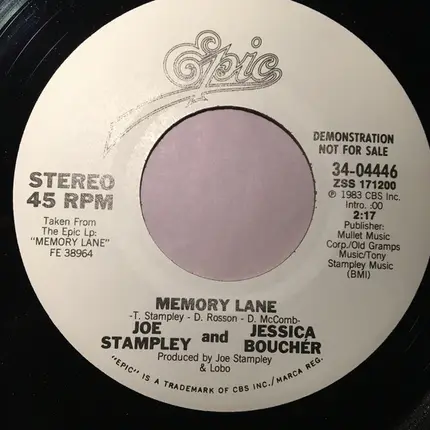 Epic
DEMONSTRATION
NOT FOR SALE
STEREO
45 RPM
Taken From
The Epic Lp:
"MEMORY LANE"
FE 38964
34-04446
ZSS 171200
℗ 1983 CBS Inc.
Intro. :00
2:17
Publisher:
Mullet Music
Corp/Old Gramps
Music/Tony
Stampley Music
(BMI)
MEMORY LANE
-T. Stampley - D. Rosson - D. McComb-
JOE STAMPLEY and JESSICA BOUCHÉR
Produced by Joe Stampley
& Lobo
"EPIC" IS A TRADEMARK OF CBS INC./MARCA REG.